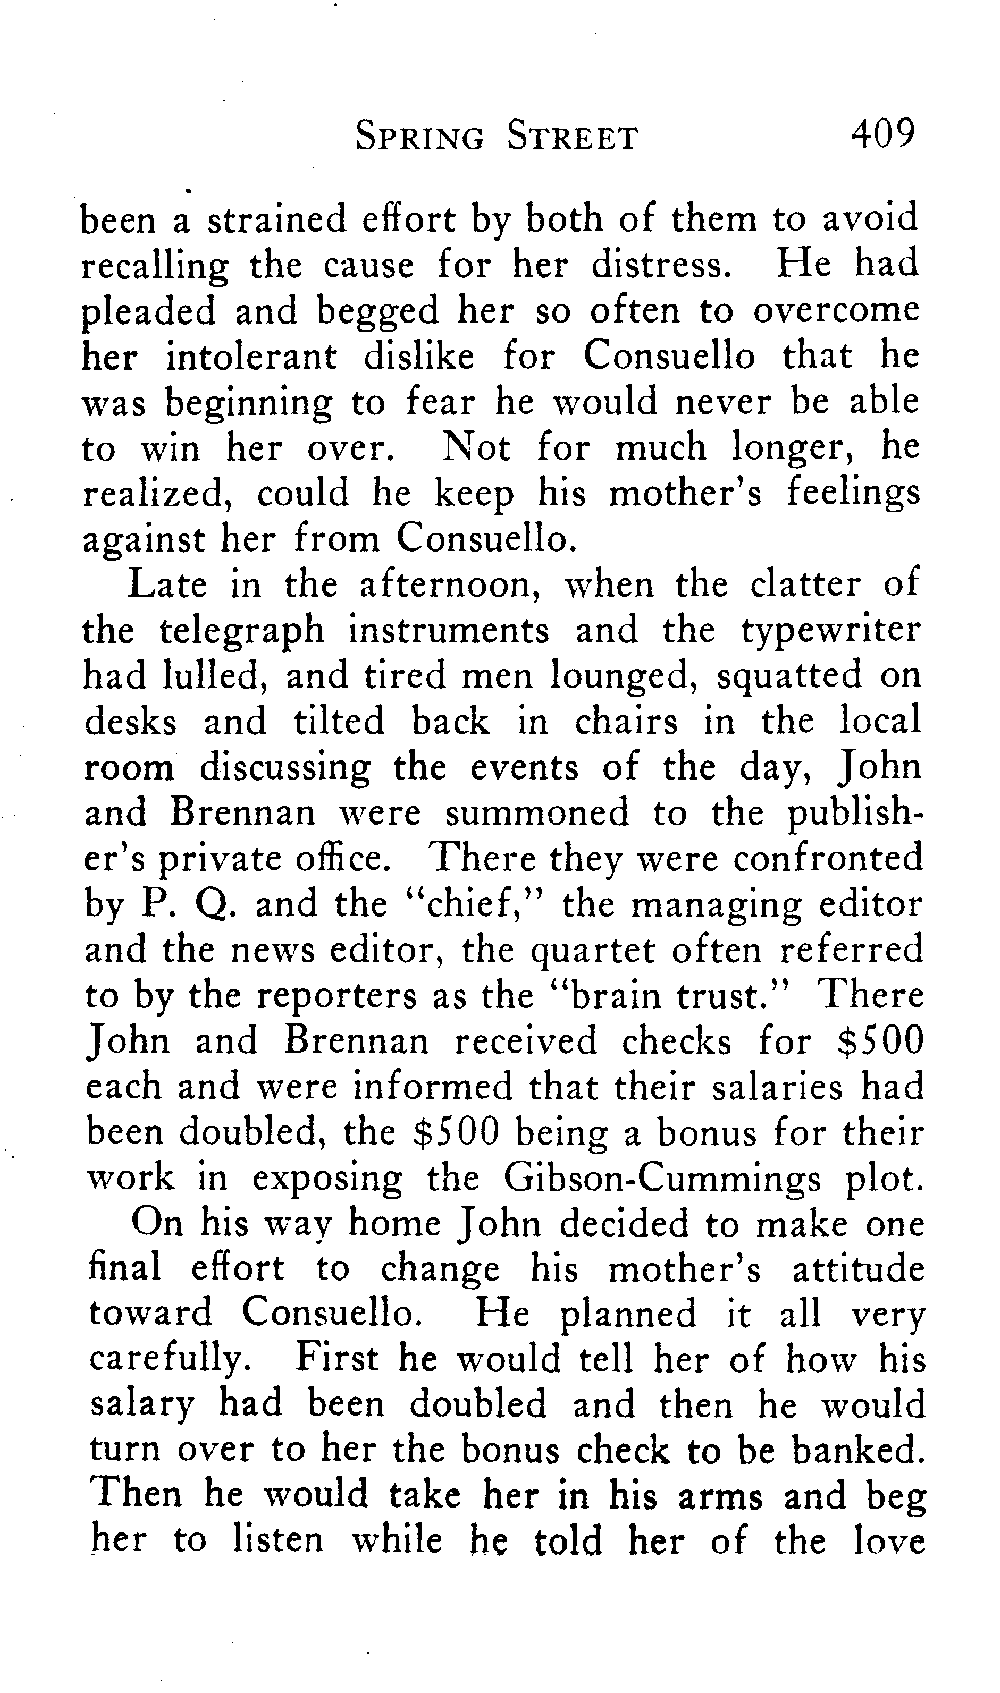 SPRING STREET 409
been a strained effort by both of them to avoid
recalling the cause for her distress. He had
pleaded and begged her so often to overcome
her intolerant dislike for Consuello that he
was beginning to fear he would never be able
to win her over. Not for much longer, he
realized, could he keep his mother's feelings
against her from Consuello.
Late in the afternoon, when the clatter of
the telegraph instruments and the typewriter
had lulled, and tired men lounged, squatted on
desks and tilted back in chairs in the local
room discussing the events of the day, John
and Brennan were summoned to the publish-
er's private office. There they were confronted
by P. Q. and the "chief," the managing editor
and the news editor, the quartet often referred
to by the reporters as the "brain trust." There
John and Brennan received checks for $500
each and were informed that their salaries had
been doubled, the $500 being a bonus for their
work in exposing the Gibson-Cummings plot.
On his way home John decided to make one
final effort to change his mother's attitude
toward Consuello. He planned it all very
carefully. First he would tell her of how his
salary had been doubled and then he would
turn over to her the bonus check to be banked.
Then he would take her in his arms and beg
her to listen while he told her of the love